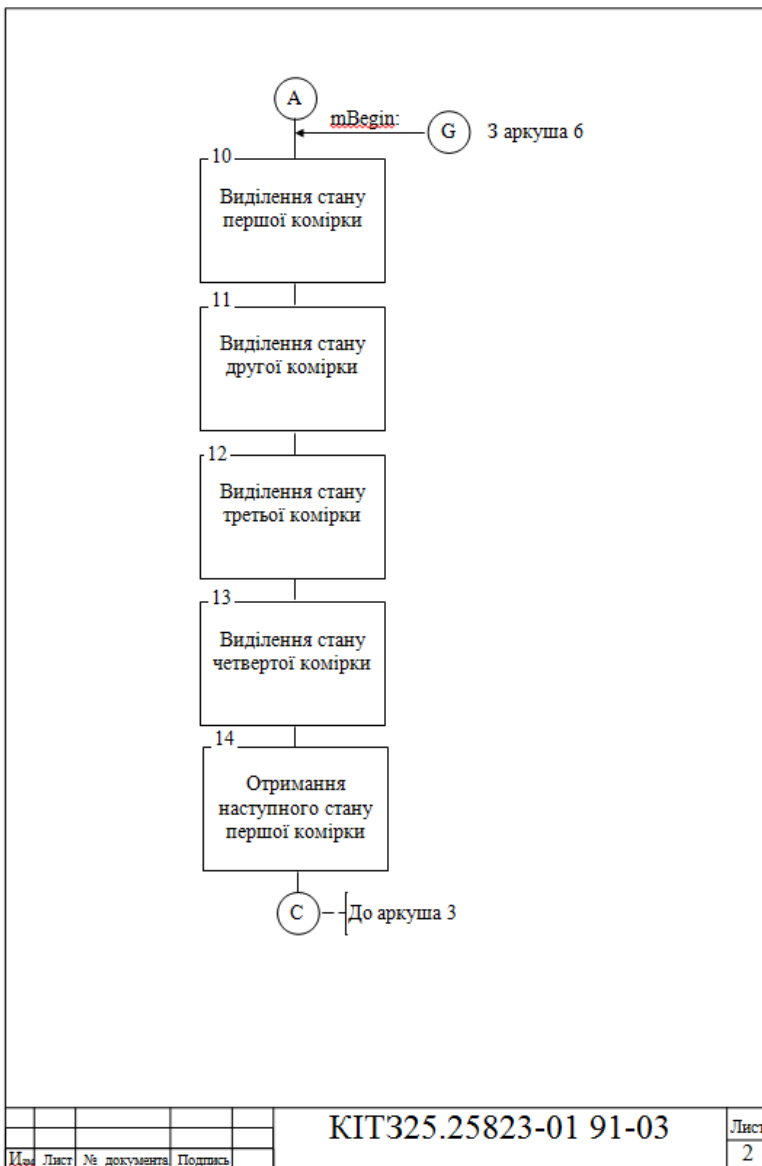 A
mBegin:
G
З аркуша 6
10
Виділення стану
першої комірки
11
Виділення стану
другої комірки
12
Виділення стану
третьої комірки
13
Виділення стану
четвертої комірки
14
Отримання
наступного стану
першої комірки
C
До аркуша 3
КІТ325.25823-01 91-03
Лист
2
Изм Лист № документа Подпись